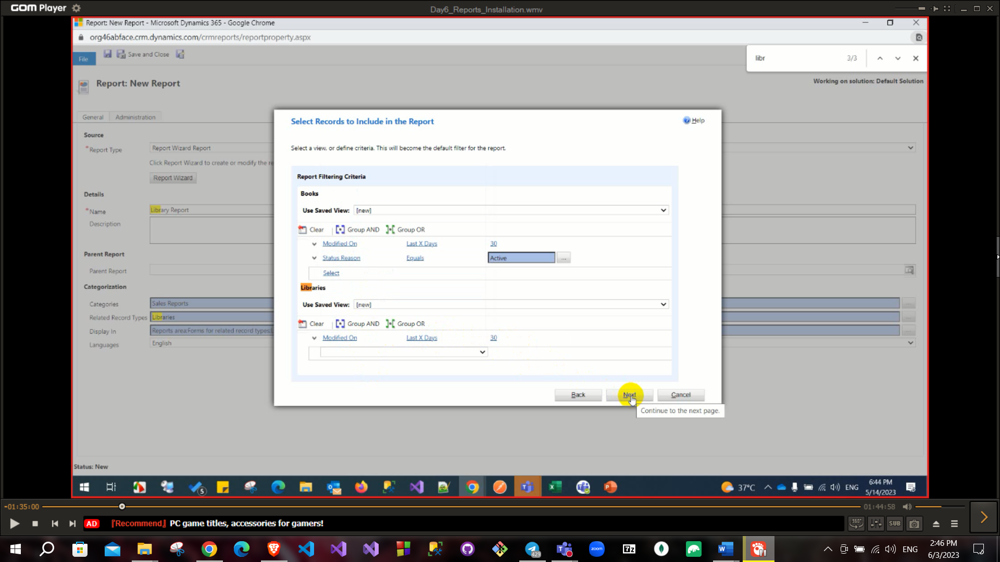 GOM Player
Day6_Reports_Installation.wmv
Report: New Report - Microsoft Dynamics 365 - Google Chrome
org46abface.crm.dynamics.com/crmreports/reportproperty.aspx
File
Save and Close
libr
3/3
Report: New Report
Working on solution: Default Solution
General
Administration
Source
*Report Type
Report Wizard Report
Click Report Wizard to create or modify the re
Report Wizard
Details
*Name
Library Report
Description
Parent Report
Parent Report
Categorization
Categories
Sales Reports
Related Record Types
Libraries
Display In
Reports area;Forms for related record types;L
Languages
English
Status: New
Select Records to Include in the Report
Help
Select a view, or define criteria. This will become the default filter for the report.
Report Filtering Criteria
Books
Use Saved View:
[new]
Clear
Group AND
Group OR
Modified On
Last X Days
30
Status Reason
Equals
Active
...
Select
Libraries
Use Saved View:
[new]
Clear
Group AND
Group OR
Modified On
Last X Days
30
Back
Next
Cancel
Continue to the next page.
5
37°C
ENG
6:44 PM
5/14/2023
-01:35:00
01:44:58
AD
『Recommend』 PC game titles, accessories for gamers!
360°
SUB
429
zoom
7z
ENG
2:46 PM
6/3/2023